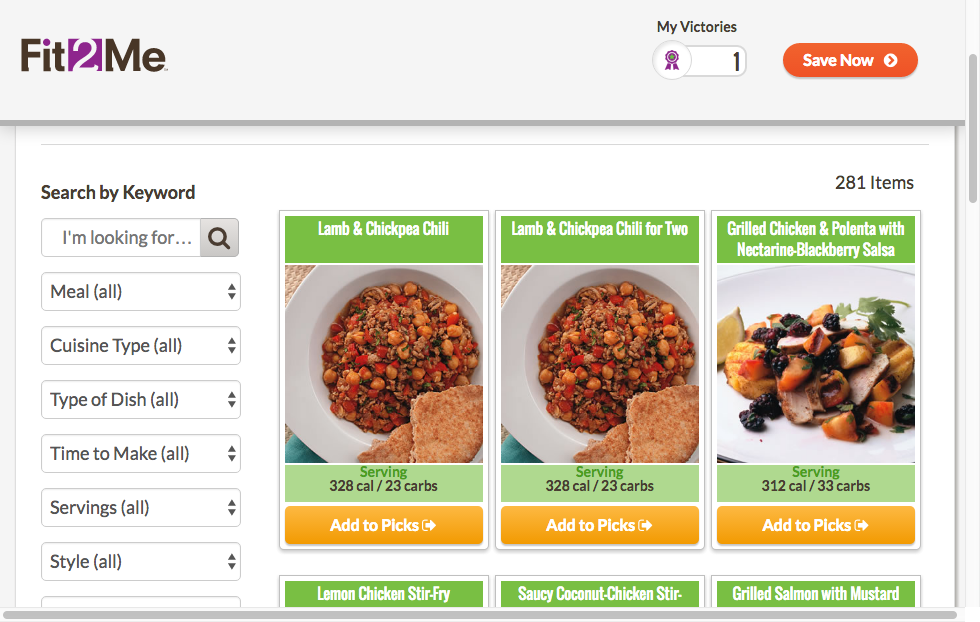 Fit2Me
My Victories
1
Save Now
281 Items
Search by Keyword
I'm looking for...
Meal (all)
Cuisine Type (all)
Type of Dish (all)
Time to Make (all)
Servings (all)
Style (all)
Lamb & Chickpea Chili
Serving
328 cal / 23 carbs
Add to Picks
Lamb & Chickpea Chili for Two
Serving
328 cal / 23 carbs
Add to Picks
Grilled Chicken & Polenta with
Nectarine-Blackberry Salsa
Serving
312 cal / 33 carbs
Add to Picks
Lemon Chicken Stir-Fry
Saucy Coconut-Chicken Stir-
Grilled Salmon with Mustard